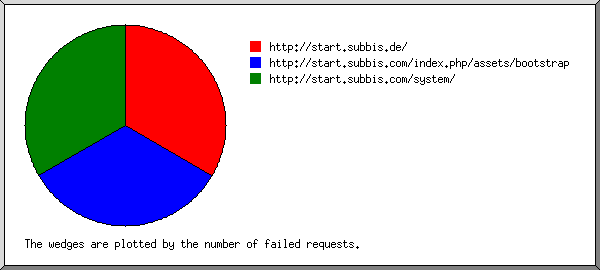 http://start.subbis.de/
http://start.subbis.com/index.php/assets/bootstrap
http://start.subbis.com/system/
The wedges are plotted by the number of failed requests.